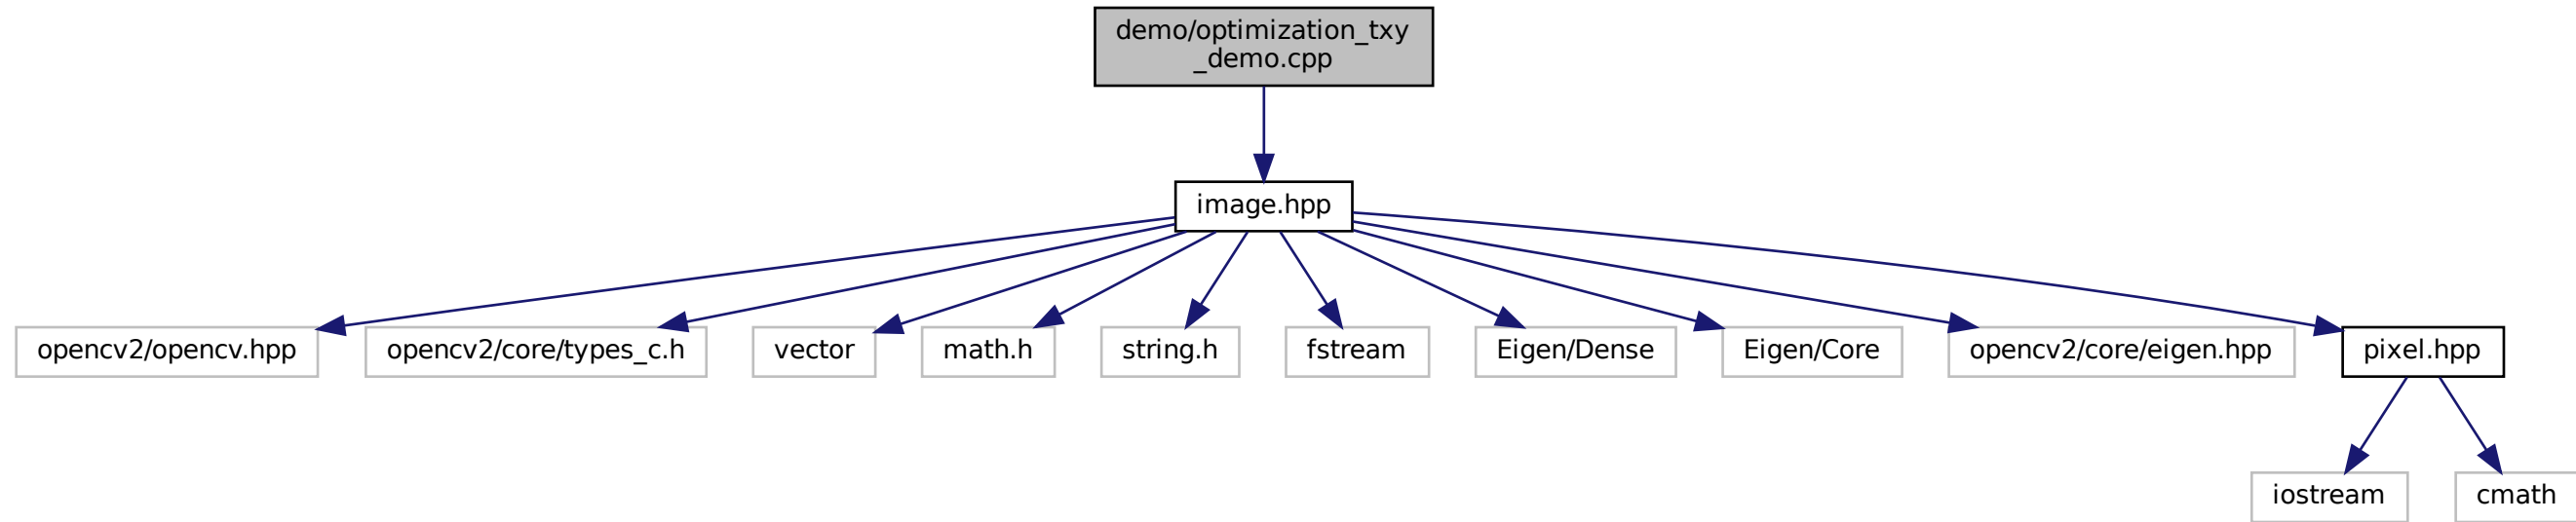 demo/optimization_txy
_demo.cpp
image.hpp
opencv2/opencv.hpp
opencv2/core/types_c.h
vector
math.h
string.h
fstream
Eigen/Dense
Eigen/Core
opencv2/core/eigen.hpp
pixel.hpp
iostream
cmath